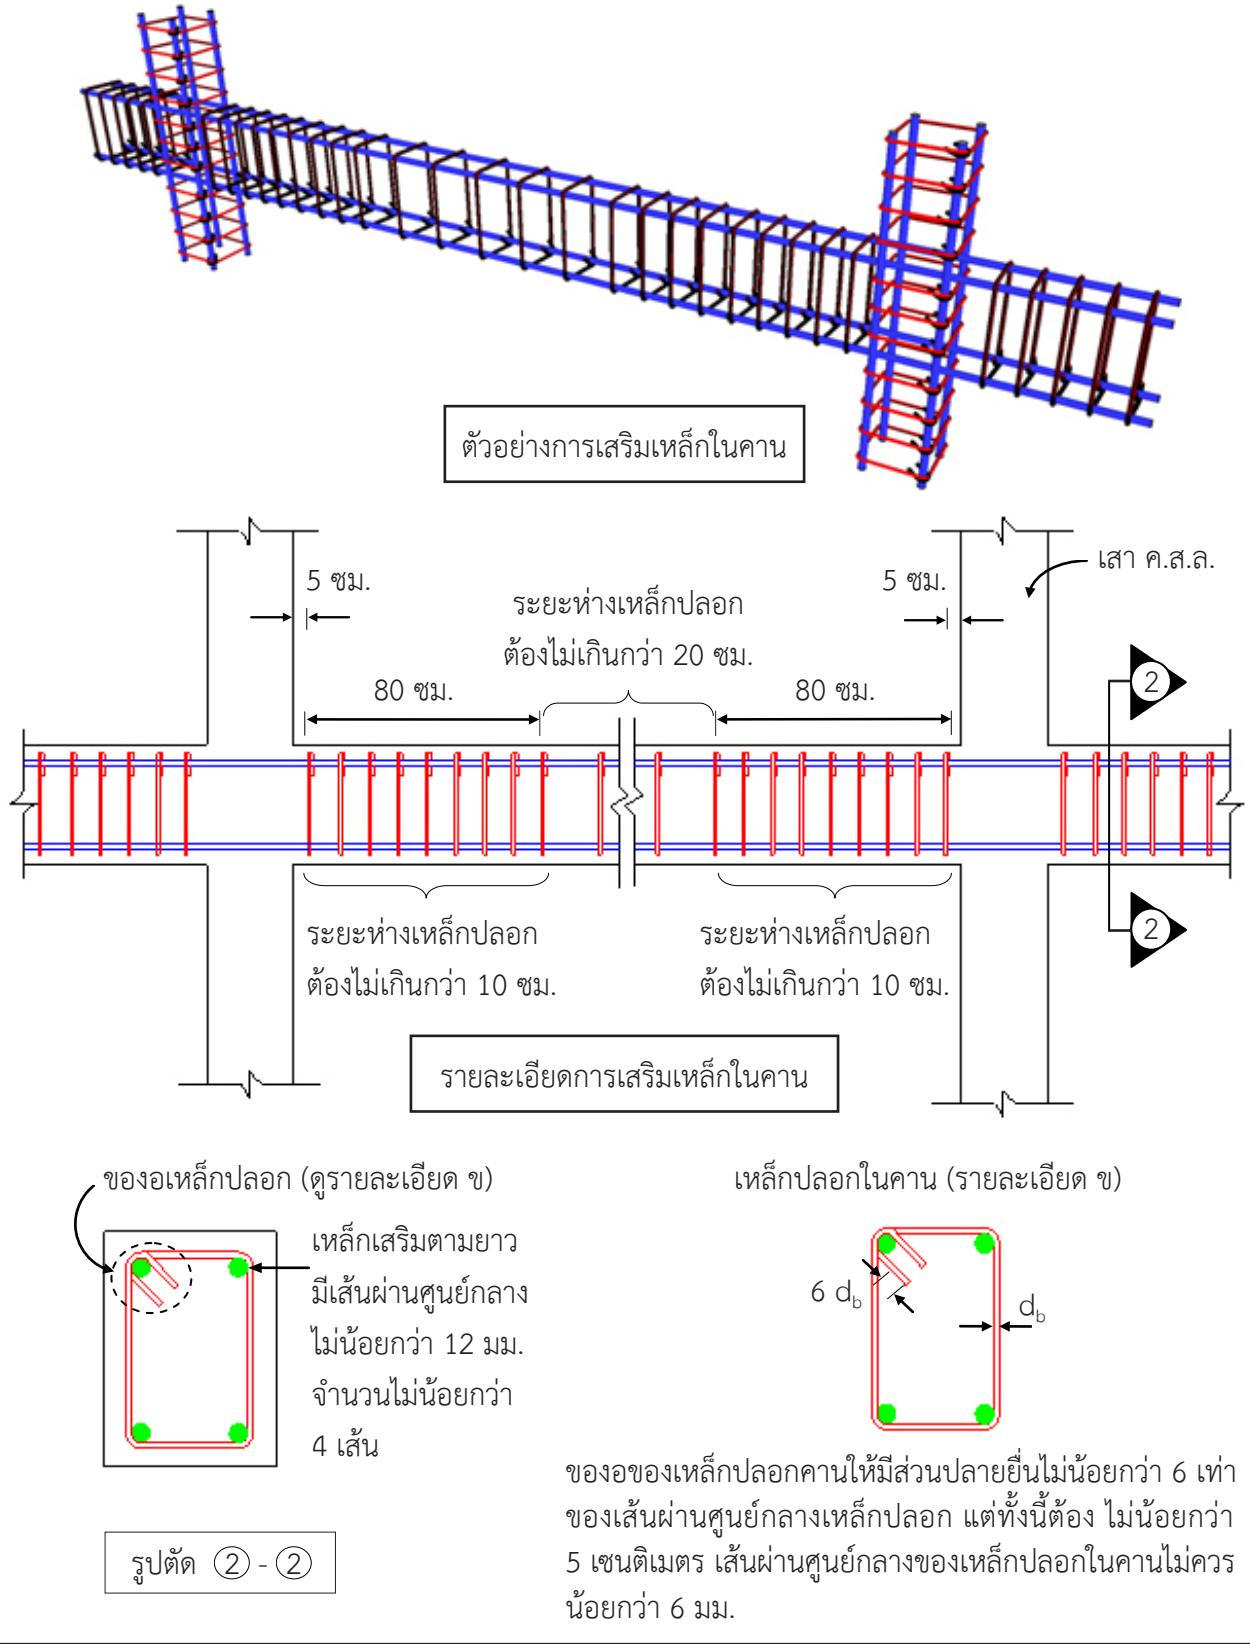 ตัวอย่างการเสริมเหล็กในคาน
5 ซม.
5 ซม.
เสา ค.ส.ล.
ระยะห่างเหล็กปลอก
ต้องไม่เกินกว่า 20 ซม.
80 ซม.
80 ซม.
2
ระยะห่างเหล็กปลอก
ต้องไม่เกินกว่า 10 ซม.
ระยะห่างเหล็กปลอก
ต้องไม่เกินกว่า 10 ซม.
2
รายละเอียดการเสริมเหล็กในคาน
ของอเหล็กปลอก (ดูรายละเอียด ข)
เหล็กเสริมตามยาว
มีเส้นผ่านศูนย์กลาง
ไม่น้อยกว่า 12 มม.
จำนวนไม่น้อยกว่า
4 เส้น
รูปตัด 2 - 2
เหล็กปลอกในคาน (รายละเอียด ข)
6 db
db
ของอของเหล็กปลอกคานให้มีส่วนปลายยื่นไม่น้อยกว่า 6 เท่า
ของเส้นผ่านศูนย์กลางเหล็กปลอก แต่ทั้งนี้ต้อง ไม่น้อยกว่า
5 เซนติเมตร เส้นผ่านศูนย์กลางของเหล็กปลอกในคานไม่ควร
น้อยกว่า 6 มม.